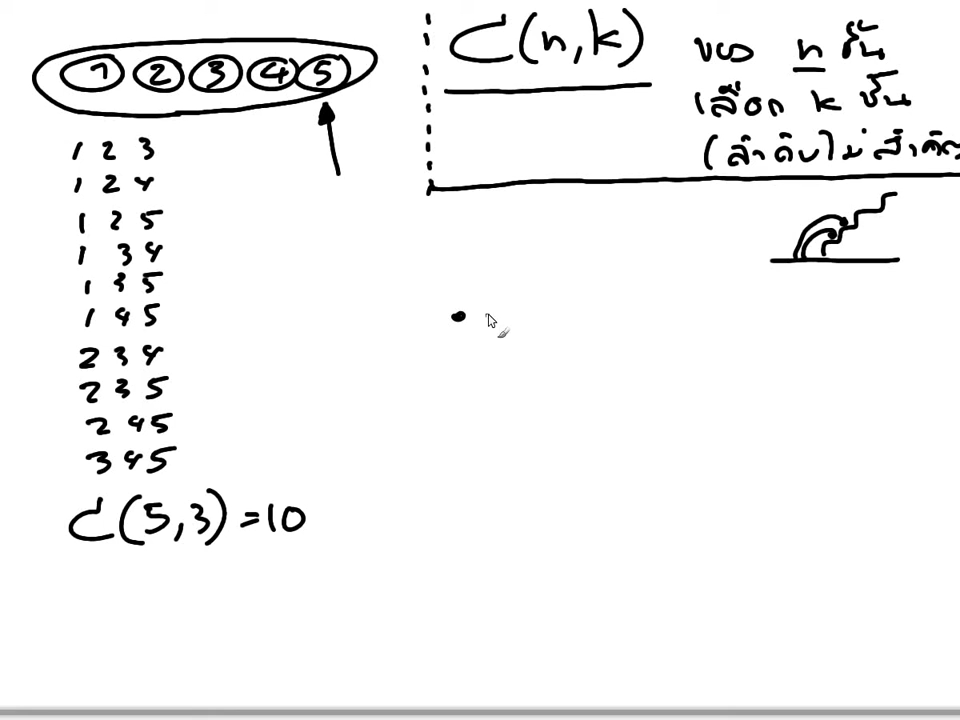 1 2 3 4 5
1 2 3
1 2 4
1 2 5
1 3 4
1 3 5
1 4 5
2 3 4
2 3 5
2 4 5
3 4 5
C(5,3)=10
C(n,k)
ของ n ชิ้น
เลือก k ชิ้น
(ลำดับไม่สำคัญ